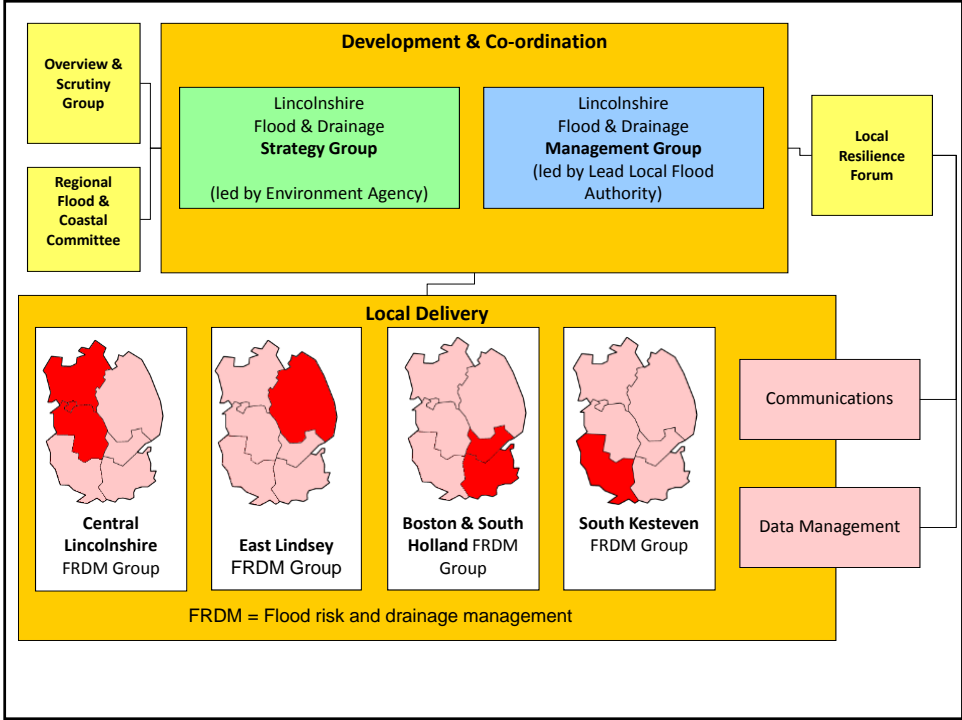 Development & Co-ordination
Overview &
Scrutiny
Group
Regional
Flood &
Coastal
Committee
Lincolnshire
Flood & Drainage
Strategy Group
(led by Environment Agency)
Lincolnshire
Flood & Drainage
Management Group
(led by Lead Local Flood
Authority)
Local
Resilience
Forum
Local Delivery
Central
Lincolnshire
FRDM Group
East Lindsey
FRDM Group
Boston & South
Holland FRDM
Group
South Kesteven
FRDM Group
Communications
Data Management
FRDM = Flood risk and drainage management